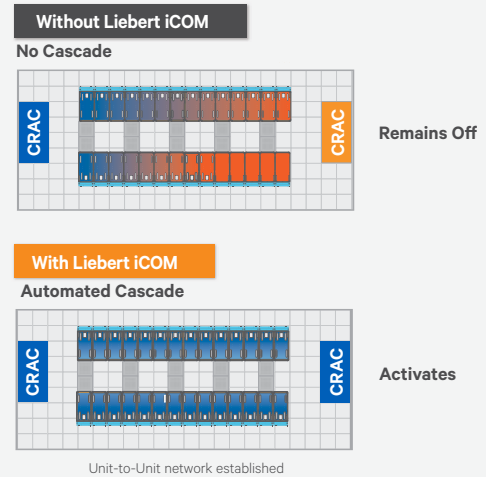 Without Liebert iCOM
No Cascade
CRAC
CRAC
Remains Off
With Liebert iCOM
Automated Cascade
CRAC
CRAC
Activates
Unit-to-Unit network established